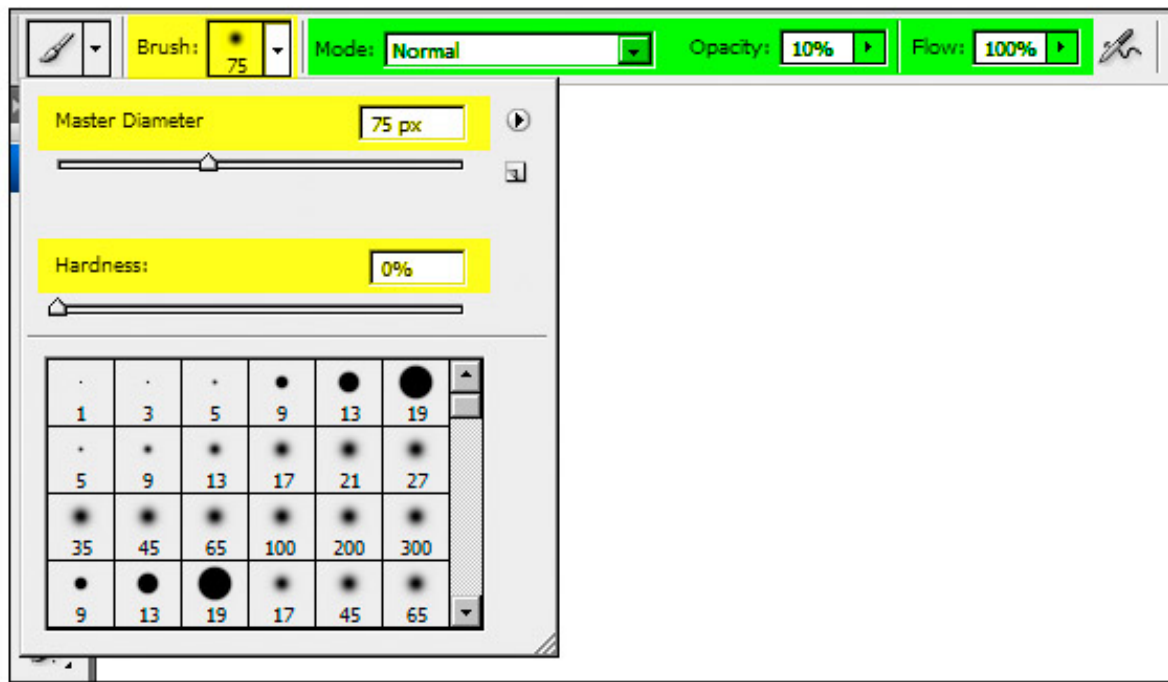 Brush: 75 Mode: Normal Opacity: 10% Flow: 100%
Master Diameter 75 px
Hardness: 0%
1 3 5 9 13 19
5 9 13 17 21 27
35 45 65 100 200 300
9 13 19 17 45 65